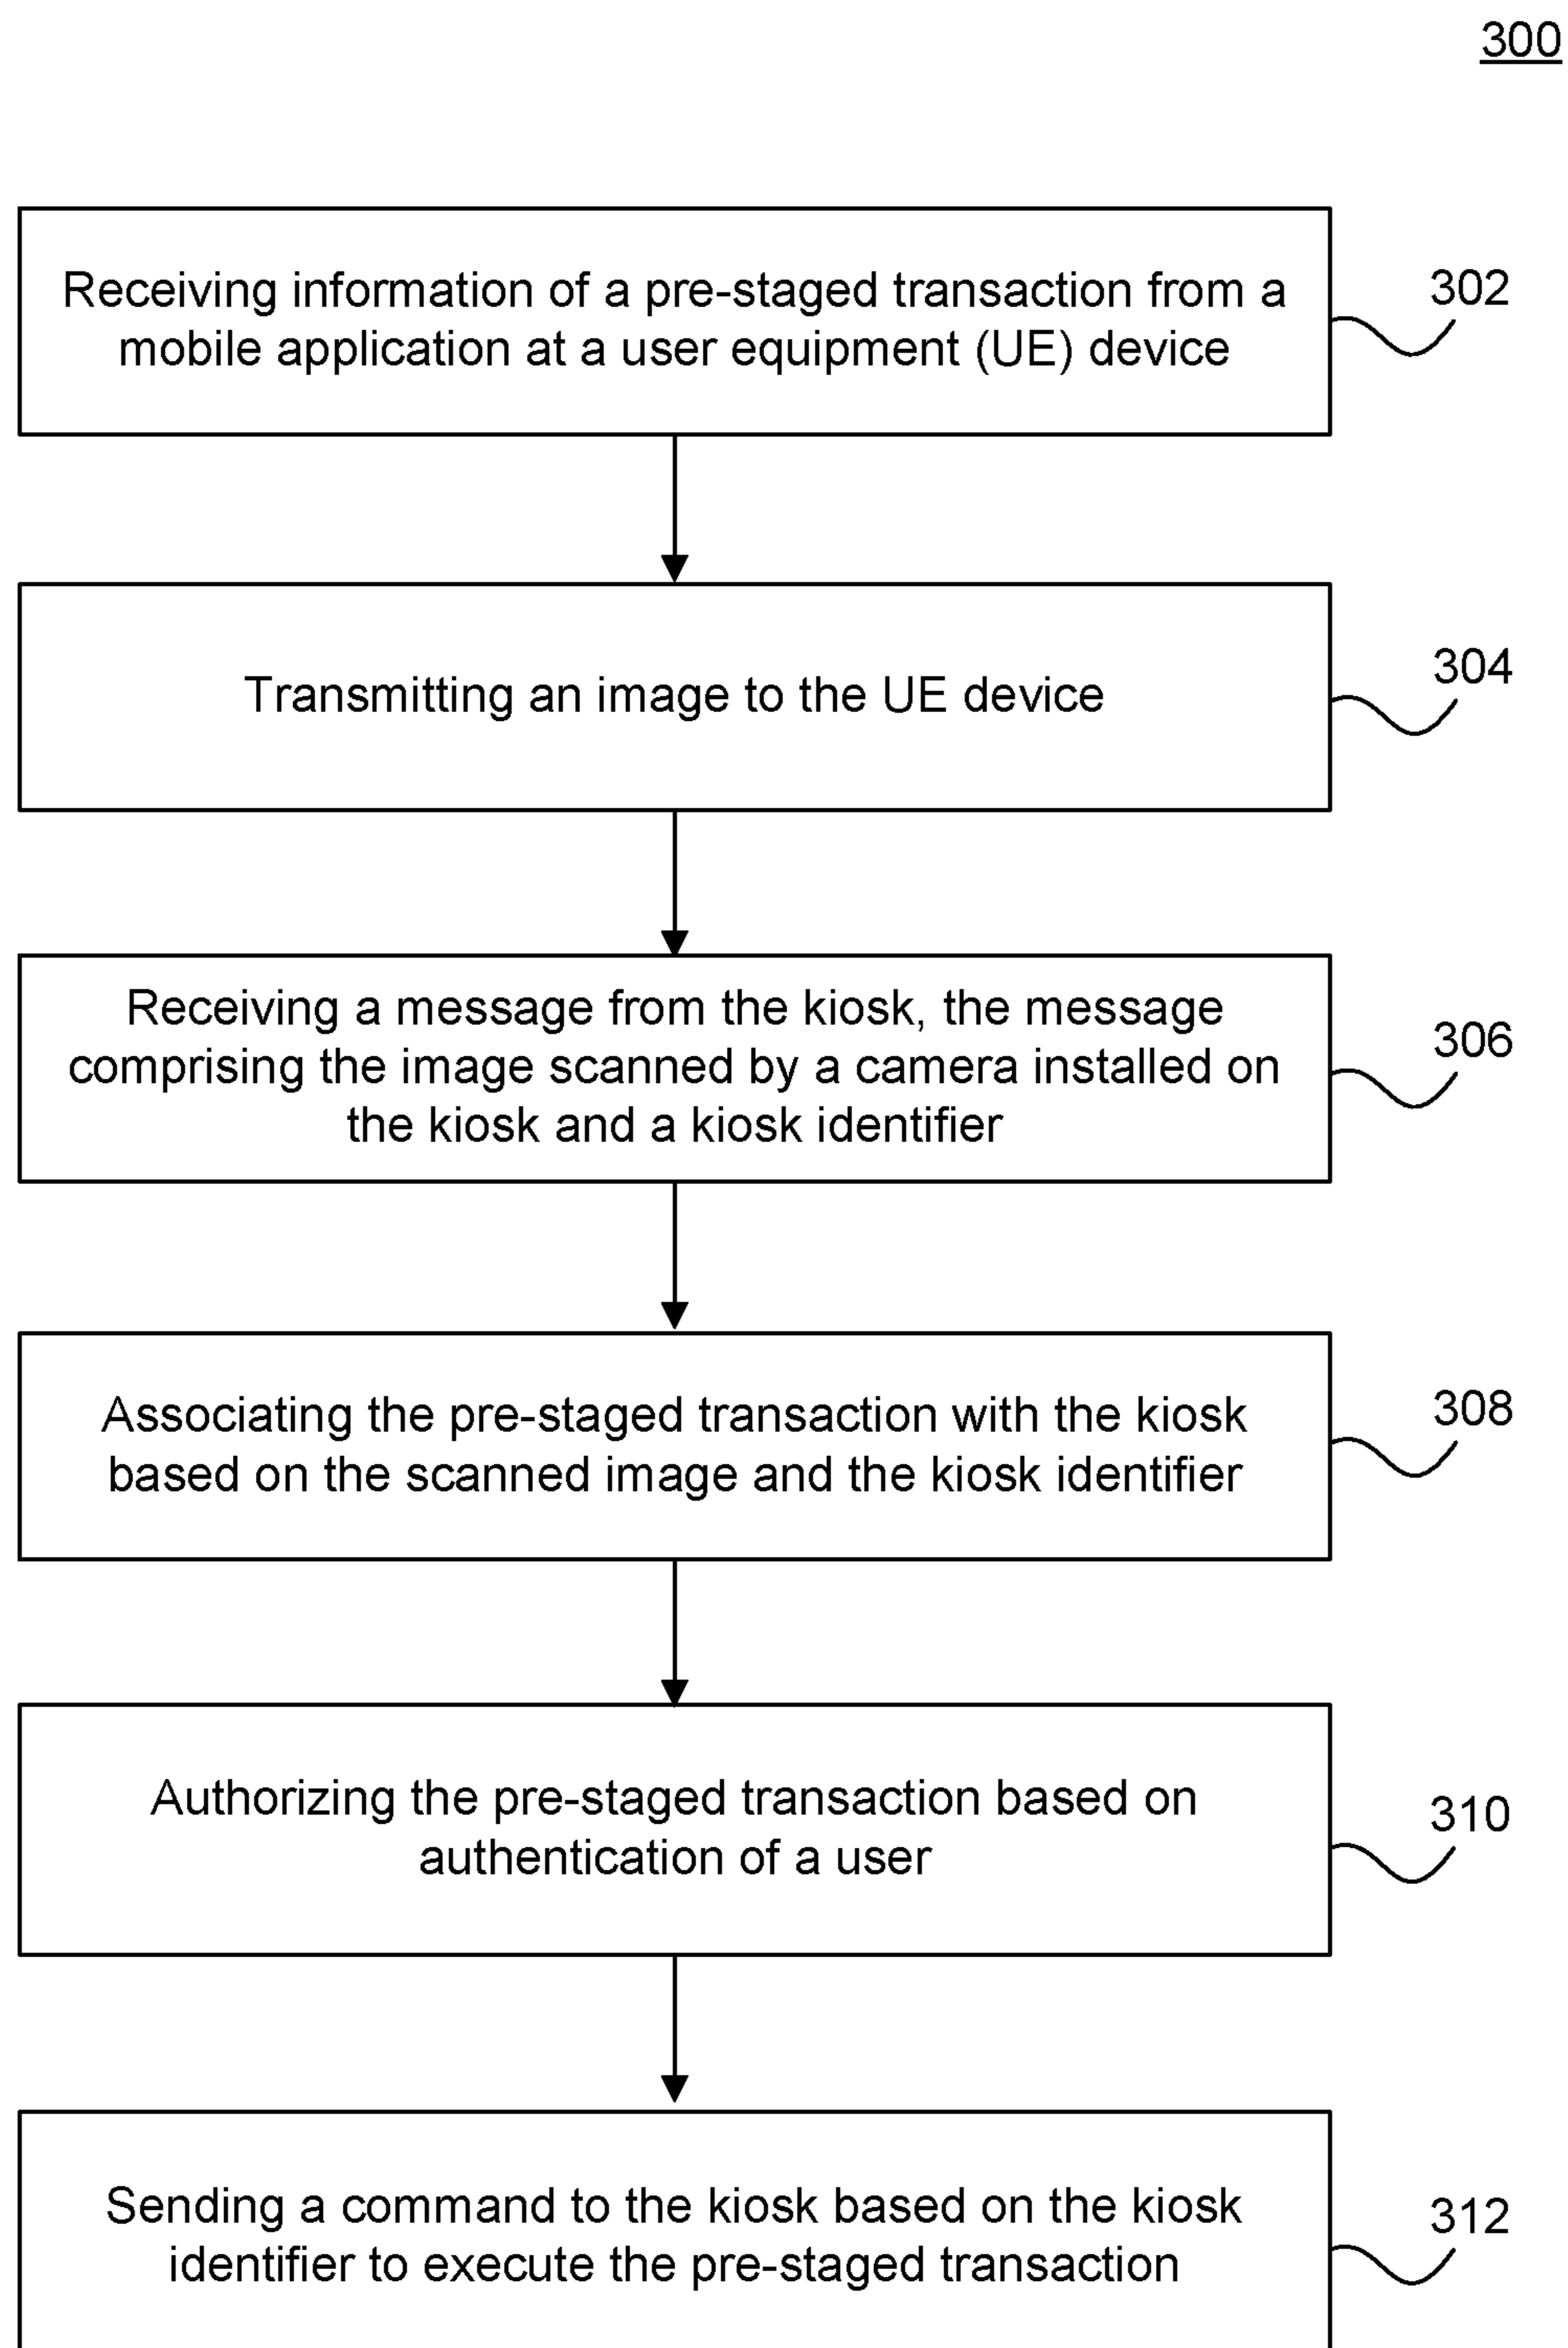 300
Receiving information of a pre-staged transaction from a
mobile application at a user equipment (UE) device
302
Transmitting an image to the UE device
304
Receiving a message from the kiosk, the message
comprising the image scanned by a camera installed on
the kiosk and a kiosk identifier
306
Associating the pre-staged transaction with the kiosk
based on the scanned image and the kiosk identifier
308
Authorizing the pre-staged transaction based on
authentication of a user
310
Sending a command to the kiosk based on the kiosk
identifier to execute the pre-staged transaction
312